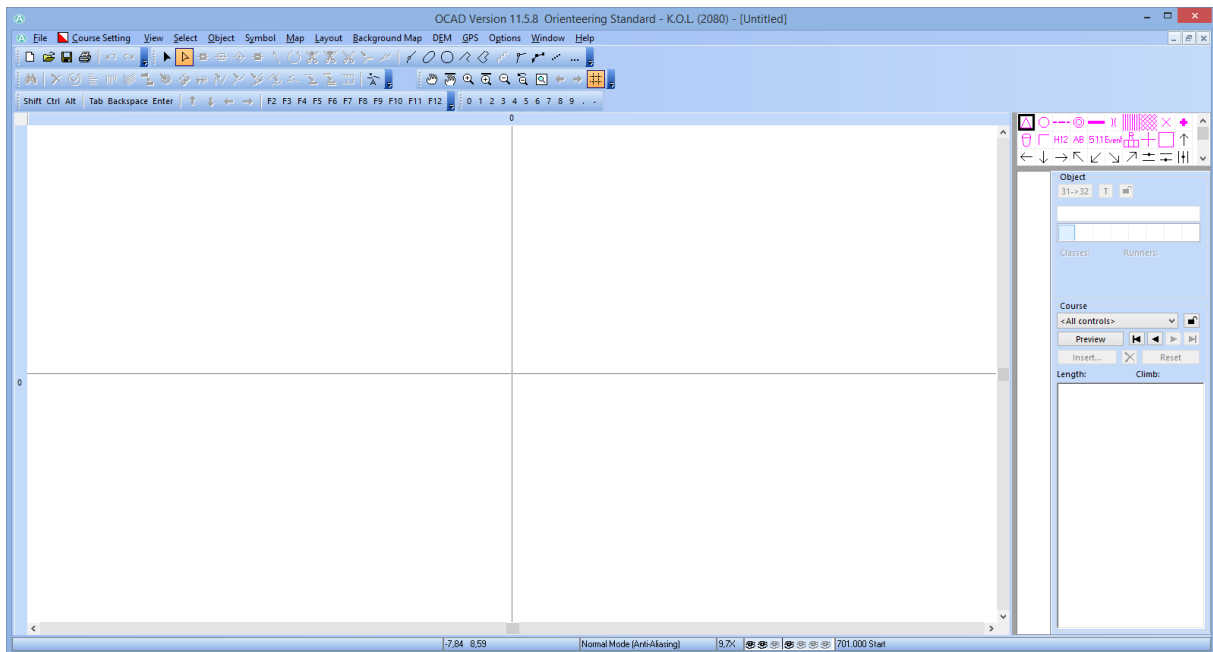 OCAD Version 11.5.8 Orienteering Standard - K.O.L. (2080) - [Untitled]
File Course Setting View Select Object Symbol Map Layout Background Map DEM GPS Options Window Help
Shift Ctrl Alt Tab Backspace Enter F2 F3 F4 F5 F6 F7 F8 F9 F10 F11 F12 0 1 2 3 4 5 6 7 8 9 . -
0
H12 AB 511 Event R
Object
31->32 T
Classes: Runners:
Course
<All controls>
Preview
Insert... Reset
Length: Climb:
0
-7,84 8,59 Normal Mode (Anti-Aliasing) 9,7X 701.000 Start